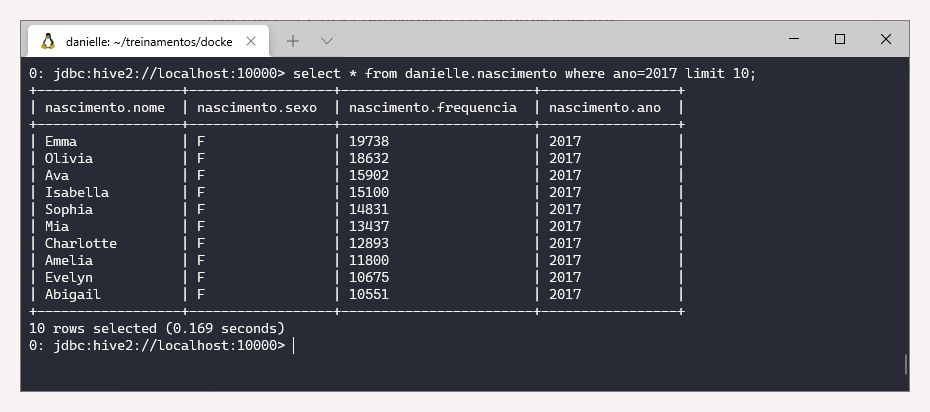 danielle: ~/treinamentos/docke
0: jdbc:hive2://localhost:10000> select * from danielle.nascimento where ano=2017 limit 10;
+------------------+------------------+------------------------+-----------------+
| nascimento.nome  | nascimento.sexo  | nascimento.frequencia  | nascimento.ano  |
+------------------+------------------+------------------------+-----------------+
| Emma             | F                | 19738                  | 2017            |
| Olivia           | F                | 18632                  | 2017            |
| Ava              | F                | 15902                  | 2017            |
| Isabella         | F                | 15100                  | 2017            |
| Sophia           | F                | 14831                  | 2017            |
| Mia              | F                | 13437                  | 2017            |
| Charlotte        | F                | 12893                  | 2017            |
| Amelia           | F                | 11800                  | 2017            |
| Evelyn           | F                | 10675                  | 2017            |
| Abigail          | F                | 10551                  | 2017            |
+------------------+------------------+------------------------+-----------------+
10 rows selected (0.169 seconds)
0: jdbc:hive2://localhost:10000>